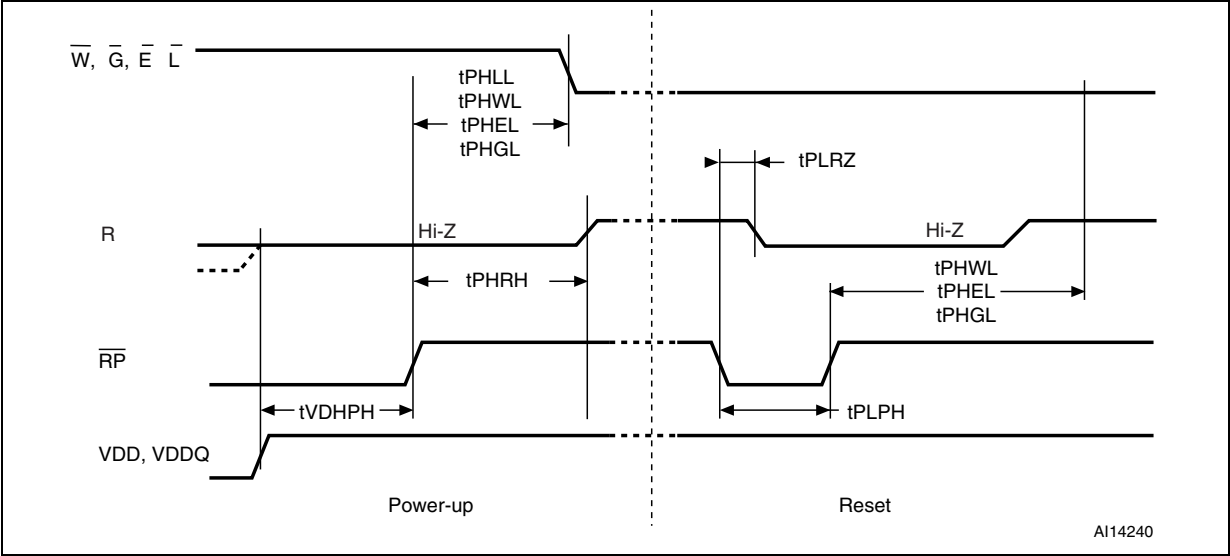 W̅, G̅, E̅ L̅
tPHLL
tPHWL
tPHEL
tPHGL
tPLRZ
R
Hi-Z
Hi-Z
tPHRH
tPHWL
tPHEL
tPHGL
R̅P̅
tVDHPH
tPLPH
VDD, VDDQ
Power-up
Reset
AI14240